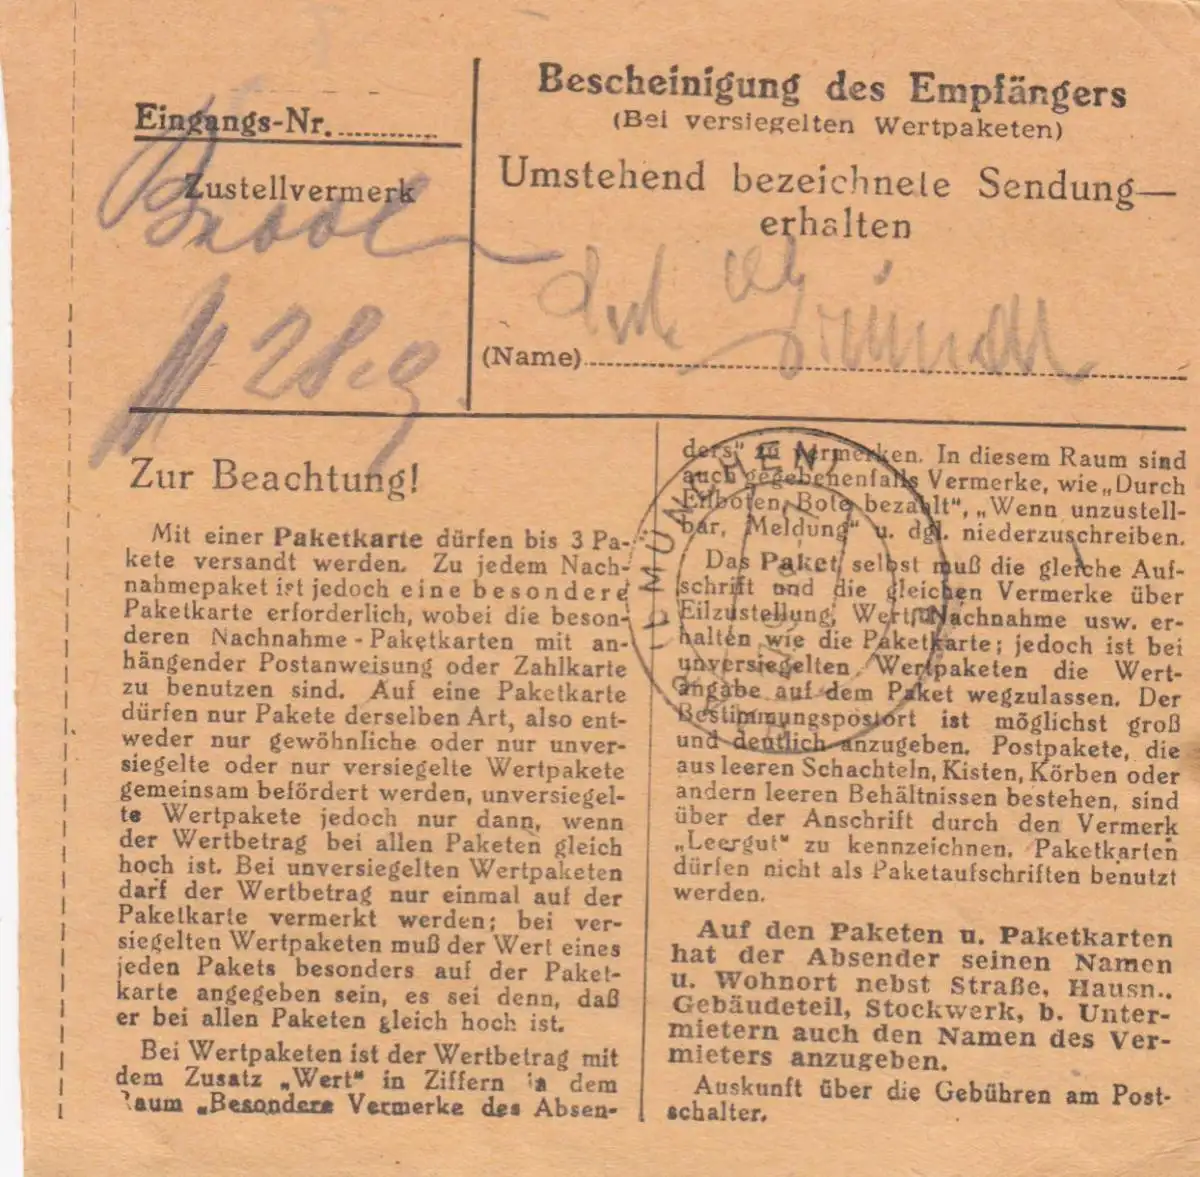 Eingangs-Nr.
Zustellvermerk
28.9
Bescheinigung des Empfängers
(Bei versiegelten Wertpaketen)
Umstehend bezeichnete Sendung—
erhalten
(Name)
Zur Beachtung!
Mit einer Paketkarte dürfen bis 3 Pa-
kete versandt werden. Zu jedem Nach-
nahmepaket ist jedoch eine besondere
Paketkarte erforderlich, wobei die beson-
deren Nachnahme-Paketkarten mit an-
hängender Postanweisung oder Zahlkarte
zu benutzen sind. Auf eine Paketkarte
dürfen nur Pakete derselben Art, also ent-
weder nur gewöhnliche oder nur unver-
siegelte oder nur versiegelte Wertpakete
gemeinsam befördert werden, unversiegel-
te Wertpakete jedoch nur dann, wenn
der Wertbetrag bei allen Paketen gleich
hoch ist. Bei unversiegelten Wertpaketen
darf der Wertbetrag nur einmal auf der
Paketkarte vermerkt werden; bei ver-
siegelten Wertpaketen muß der Wert eines
jeden Pakets besonders auf der Paket-
karte angegeben sein, es sei denn, daß
er bei allen Paketen gleich hoch ist.
Bei Wertpaketen ist der Wertbetrag mit
dem Zusatz „Wert" in Ziffern in dem
Raum „Besondere Vermerke des Absen-
ders" zu vermerken. In diesem Raum sind
auch gegebenenfalls Vermerke, wie „Durch
Eilboten, Bote bezahlt", „Wenn unzustell-
bar, Meldung" u. dgl. niederzuschreiben.
Das Paket selbst muß die gleiche Auf-
schrift und die gleichen Vermerke über
Eilzustellung, Wert, Nachnahme usw. er-
halten wie die Paketkarte; jedoch ist bei
unversiegelten Wertpaketen die Wert-
angabe auf dem Paket wegzulassen. Der
Bestimmungspostort ist möglichst groß
und deutlich anzugeben. Postpakete, die
aus leeren Schachteln, Kisten, Körben oder
andern leeren Behältnissen bestehen, sind
über der Anschrift durch den Vermerk
„Leergut" zu kennzeichnen. Paketkarten
dürfen nicht als Paketaufschriften benutzt
werden.
Auf den Paketen u. Paketkarten
hat der Absender seinen Namen
u. Wohnort nebst Straße, Hausn..
Gebäudeteil, Stockwerk, b. Unter-
mietern auch den Namen des Ver-
mieters anzugeben.
Auskunft über die Gebühren am Post-
schalter.
MÜNCHEN